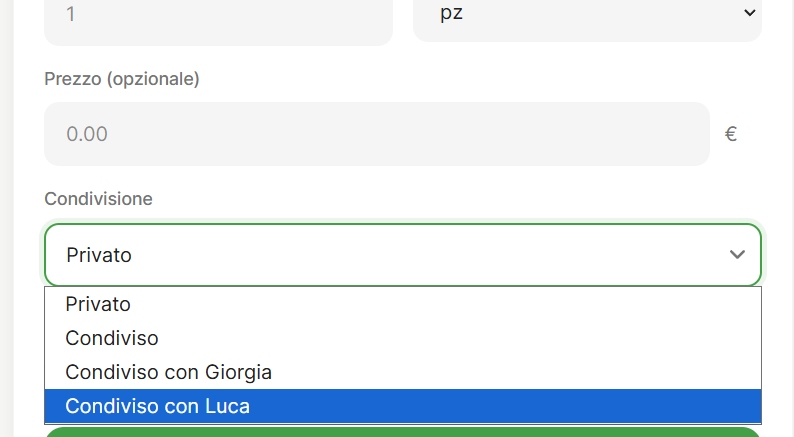 1
pz
Prezzo (opzionale)
0.00
€
Condivisione
Privato
Privato
Condiviso
Condiviso con Giorgia
Condiviso con Luca